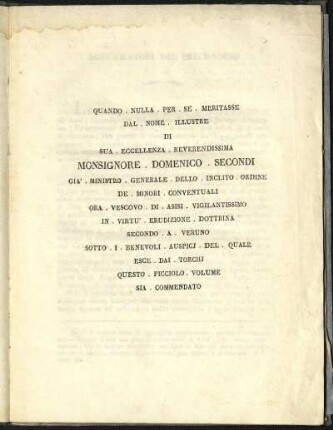 QUANDO . NULLA . PER . SE . MERITASSE
DAL . NOME . ILLUSTRE
DI
SUA . ECCELLENZA . REVERENDISSIMA
MONSIGNORE . DOMENICO . SECONDI
GIA' . MINISTRO . GENERALE . DELLO . INCLITO . ORDINE
DE . MINORI . CONVENTUALI
ORA . VESCOVO . DI . ASISI . VIGILANTISSIMO
IN . VIRTU' . ERUDIZIONE . DOTTRINA
SECONDO . A . VERUNO
SOTTO . I . BENEVOLI . AUSPICJ . DEL . QUALE
ESCE . DAI . TORCHI
QUESTO . PICCIOLO . VOLUME
SIA . COMMENDATO